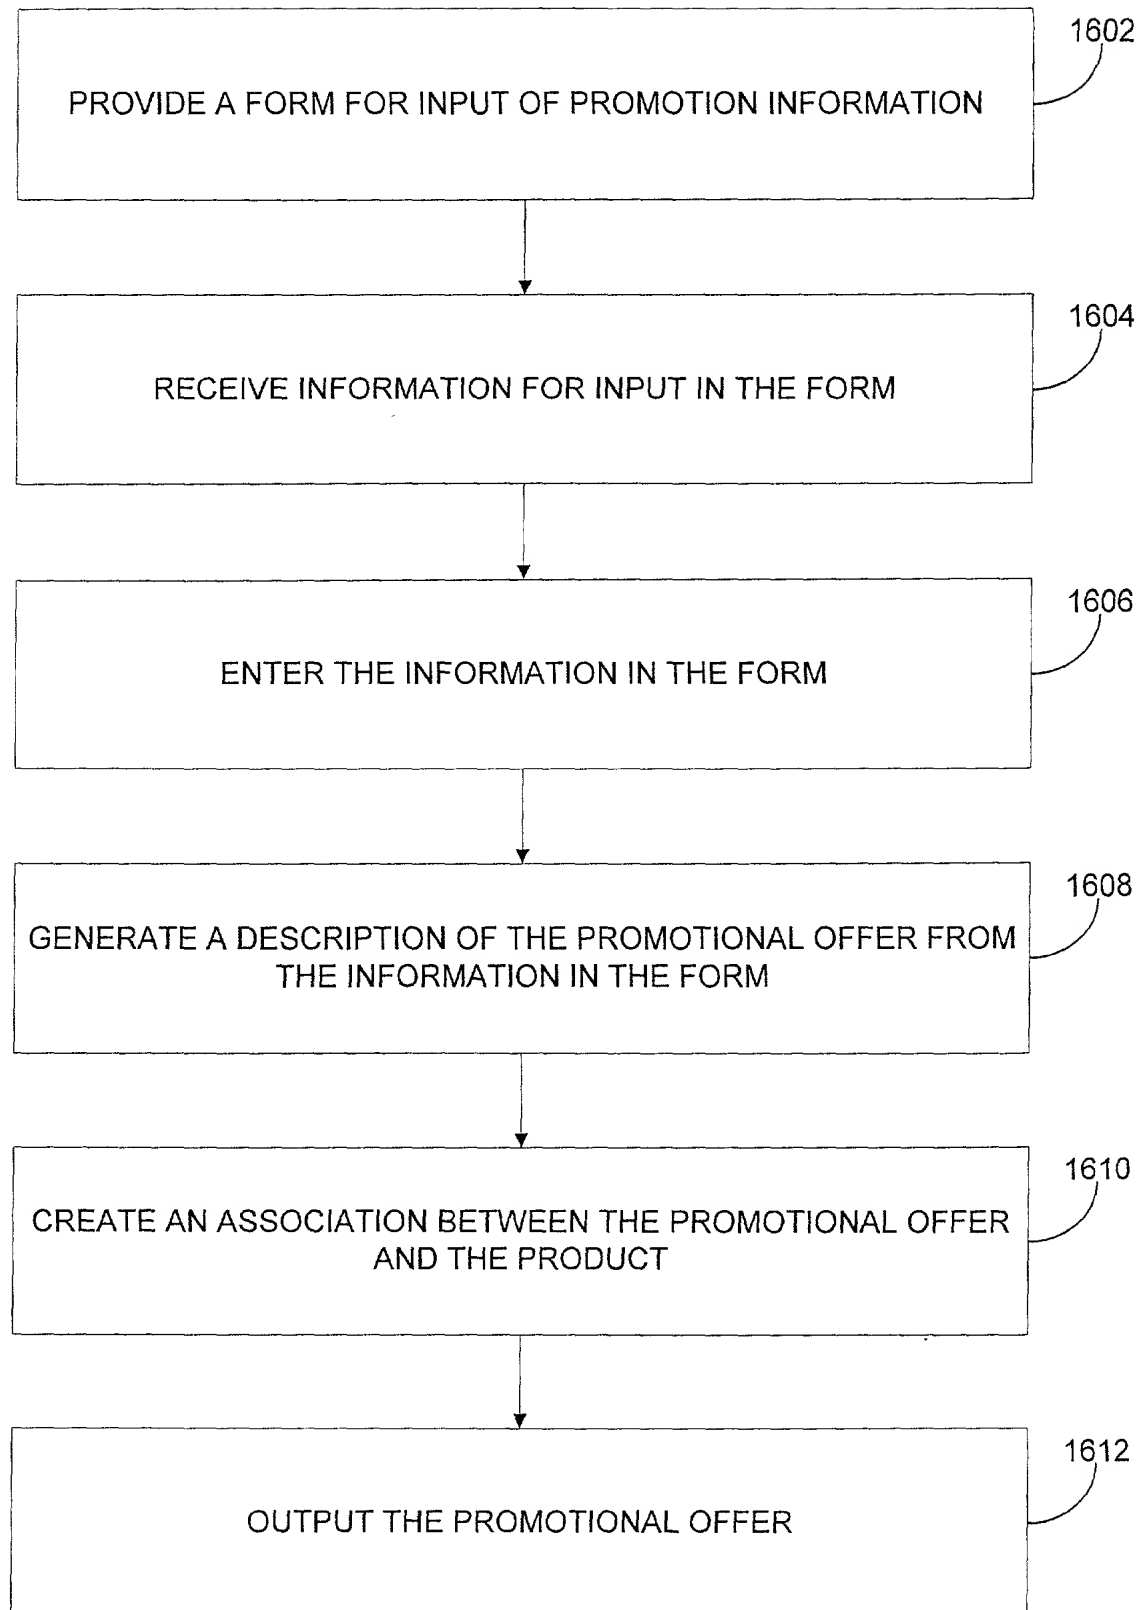 1602
PROVIDE A FORM FOR INPUT OF PROMOTION INFORMATION
1604
RECEIVE INFORMATION FOR INPUT IN THE FORM
1606
ENTER THE INFORMATION IN THE FORM
1608
GENERATE A DESCRIPTION OF THE PROMOTIONAL OFFER FROM
THE INFORMATION IN THE FORM
1610
CREATE AN ASSOCIATION BETWEEN THE PROMOTIONAL OFFER
AND THE PRODUCT
1612
OUTPUT THE PROMOTIONAL OFFER